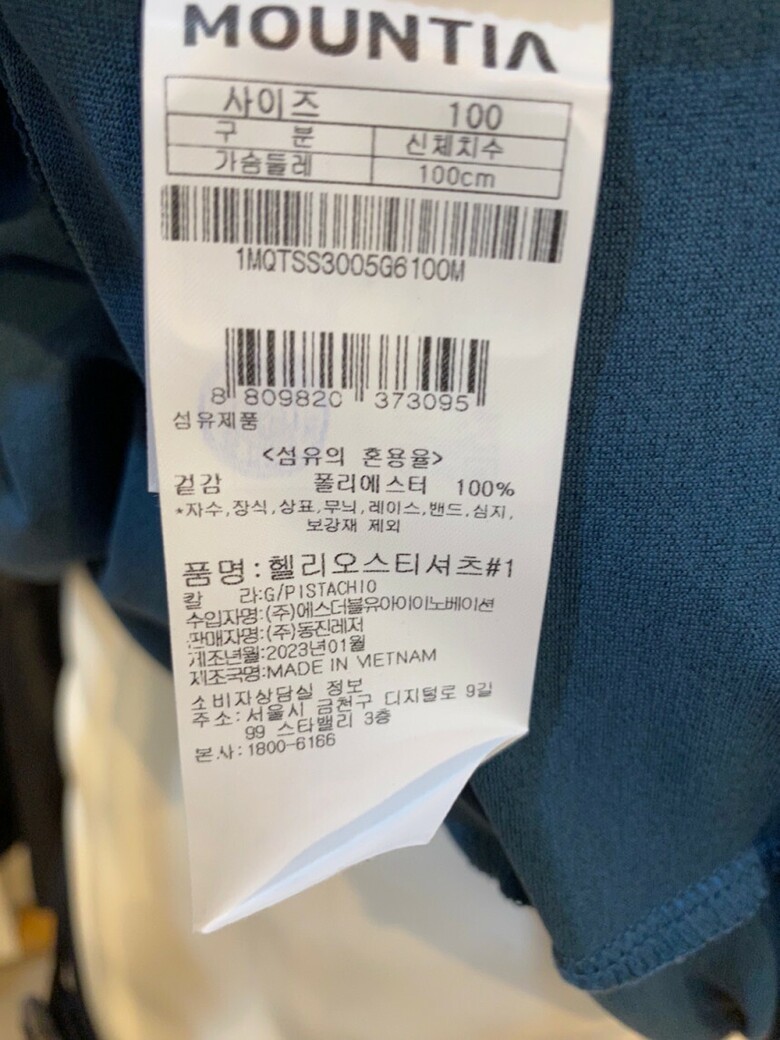 MOUNTIA
사이즈 100
구 분 신체치수
가슴둘레 100cm
1MQTSS3005G6100M
8 809820 373095
섬유제품
<섬유의 혼용율>
겉감 폴리에스터 100%
*자수,장식,상표,무늬,레이스,밴드,심지,
보강재 제외
품명:헬리오스티셔츠#1
칼 라:G/PISTACHIO
수입자명:(주)에스더블유아이이노베이션
판매자명:(주)동진레저
제조년월:2023년01월
제조국명:MADE IN VIETNAM
소비자상담실 정보
주소:서울시 금천구 디지털로 9길
99 스타밸리 3층
본사:1800-6166